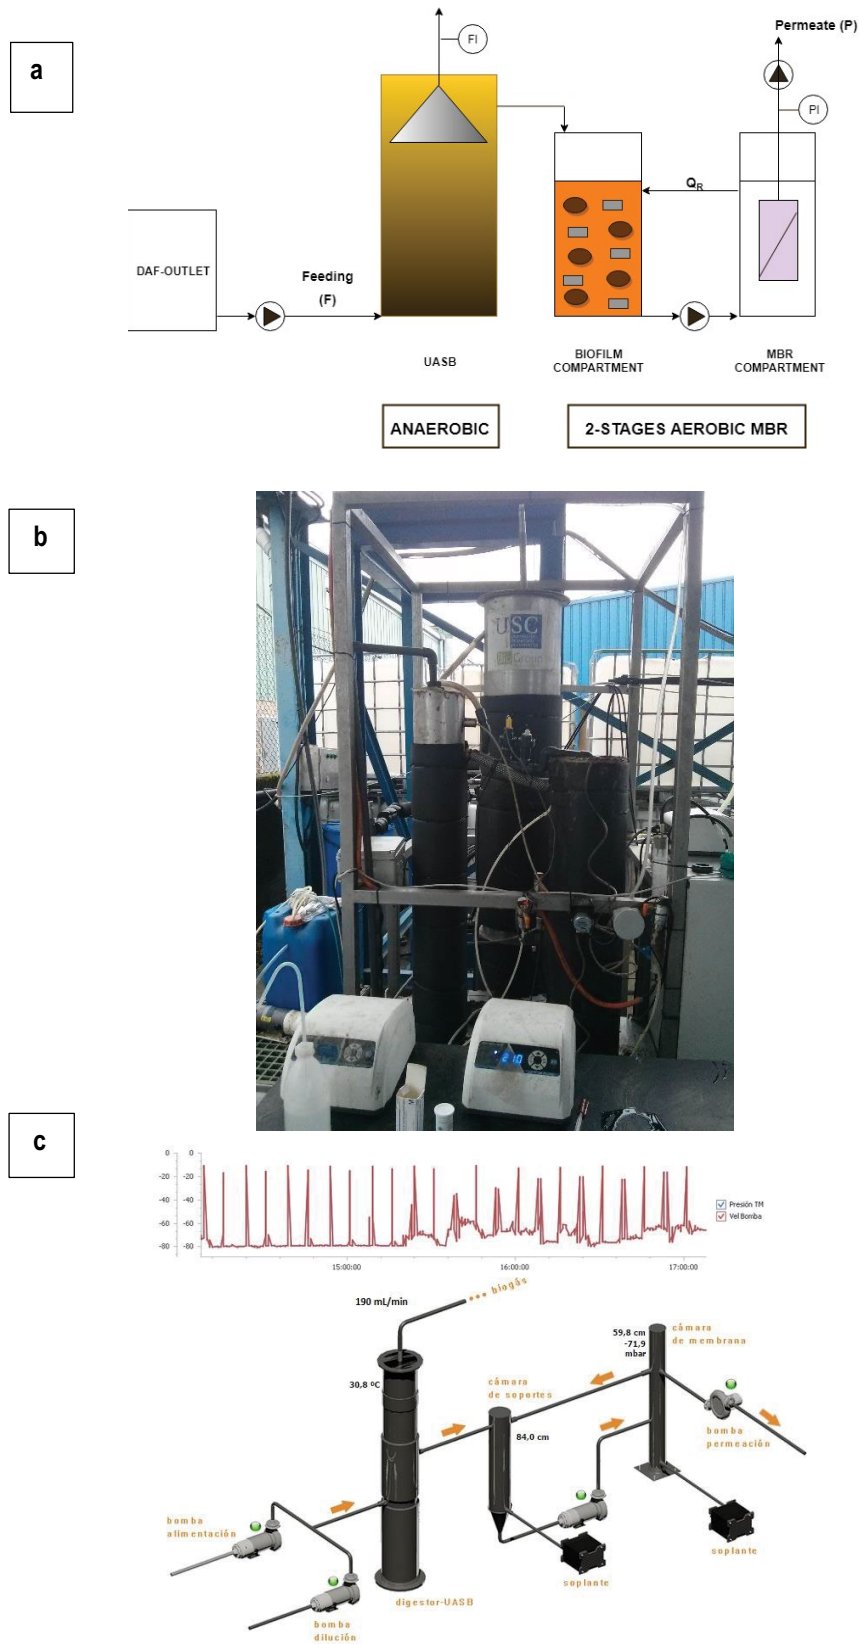 a
FI
Permeate (P)
PI
Q_R
DAF-OUTLET
Feeding
(F)
UASB
BIOFILM
COMPARTMENT
MBR
COMPARTMENT
ANAEROBIC
2-STAGES AEROBIC MBR
b
USC
Group
210
c
0 0
-20 -20
-40 -40
-60 -60
-80 -80
Presión TM
Vel Bomba
15:00:00 16:00:00 17:00:00
190 mL/min
biogás
30,8 ºC
59,8 cm
-71,9
mbar
cámara
de membrana
cámara
de soportes
84,0 cm
bomba
permeación
bomba
alimentación
soplante
soplante
digestor-UASB
bomba
dilución